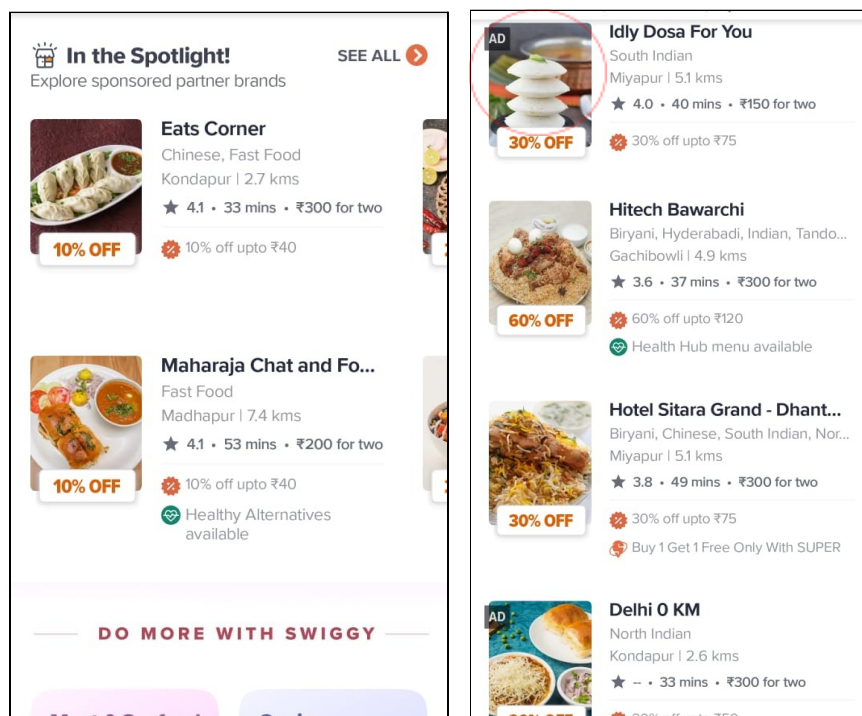 In the Spotlight!
SEE ALL
Explore sponsored partner brands
Eats Corner
Chinese, Fast Food
Kondapur | 2.7 kms
4.1 • 33 mins • ₹300 for two
10% OFF
10% off upto ₹40
Maharaja Chat and Fo...
Fast Food
Madhapur | 7.4 kms
4.1 • 53 mins • ₹200 for two
10% OFF
10% off upto ₹40
Healthy Alternatives
available
DO MORE WITH SWIGGY
AD
Idly Dosa For You
South Indian
Miyapur | 5.1 kms
4.0 • 40 mins • ₹150 for two
30% OFF
30% off upto ₹75
Hitech Bawarchi
Biryani, Hyderabadi, Indian, Tando...
Gachibowli | 4.9 kms
3.6 • 37 mins • ₹300 for two
60% OFF
60% off upto ₹120
Health Hub menu available
Hotel Sitara Grand - Dhant...
Biryani, Chinese, South Indian, Nor...
Miyapur | 5.1 kms
3.8 • 49 mins • ₹300 for two
30% OFF
30% off upto ₹75
Buy 1 Get 1 Free Only With SUPER
AD
Delhi 0 KM
North Indian
Kondapur | 2.6 kms
-- • 33 mins • ₹300 for two